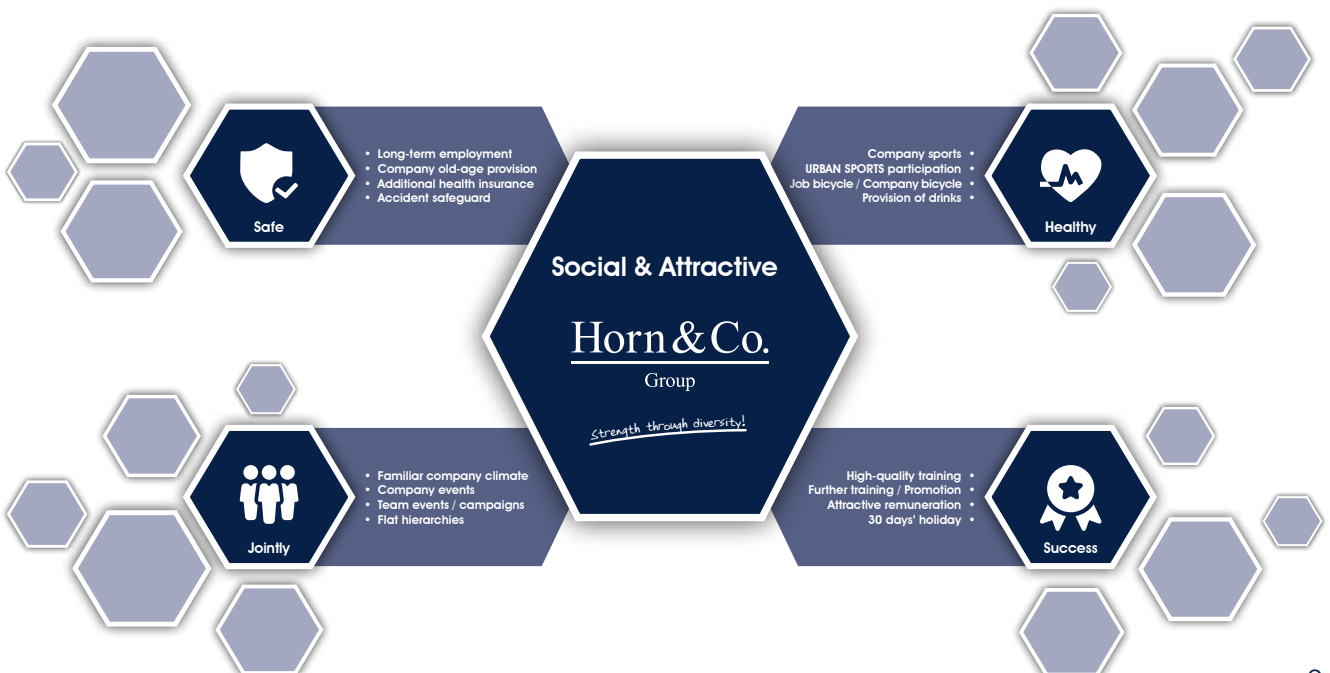 • Long-term employment
• Company old-age provision
• Additional health insurance
• Accident safeguard
Safe
Company sports •
URBAN SPORTS participation •
Job bicycle / Company bicycle •
Provision of drinks •
Healthy
Social & Attractive
Horn & Co.
Group
Strength through diversity!
• Familiar company climate
• Company events
• Team events / campaigns
• Flat hierarchies
Jointly
High-quality training •
Further training / Promotion •
Attractive remuneration •
30 days' holiday •
Success